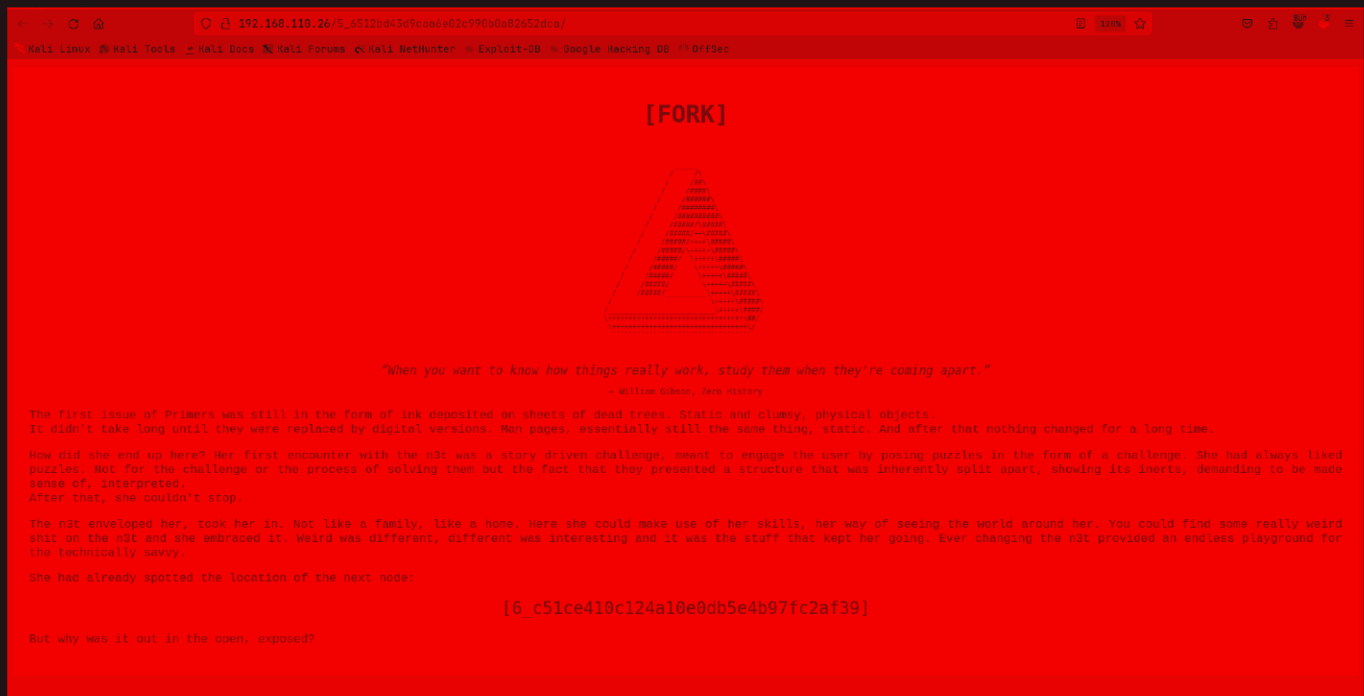 192.168.110.26/5_6512bd43d9caa6e02c990b0a82652dca/
120%
Kali Linux Kali Tools Kali Docs Kali Forums Kali NetHunter Exploit-DB Google Hacking DB OffSec
[FORK]
“When you want to know how things really work, study them when they're coming apart.”
- William Gibson, Zero History
The first issue of Primers was still in the form of ink deposited on sheets of dead trees. Static and clumsy, physical objects.
It didn't take long until they were replaced by digital versions. Man pages, essentially still the same thing, static. And after that nothing changed for a long time.
How did she end up here? Her first encounter with the n3t was a story driven challenge, meant to engage the user by posing puzzles in the form of a challenge. She had always liked
puzzles. Not for the challenge or the process of solving them but the fact that they presented a structure that was inherently split apart, showing its inerts, demanding to be made
sense of, interpreted.
After that, she couldn't stop.
The n3t enveloped her, took her in. Not like a family, like a home. Here she could make use of her skills, her way of seeing the world around her. You could find some really weird
shit on the n3t and she embraced it. Weird was different, different was interesting and it was the stuff that kept her going. Ever changing the n3t provided an endless playground for
the technically savvy.
She had already spotted the location of the next node:
[6_c51ce410c124a10e0db5e4b97fc2af39]
But why was it out in the open, exposed?